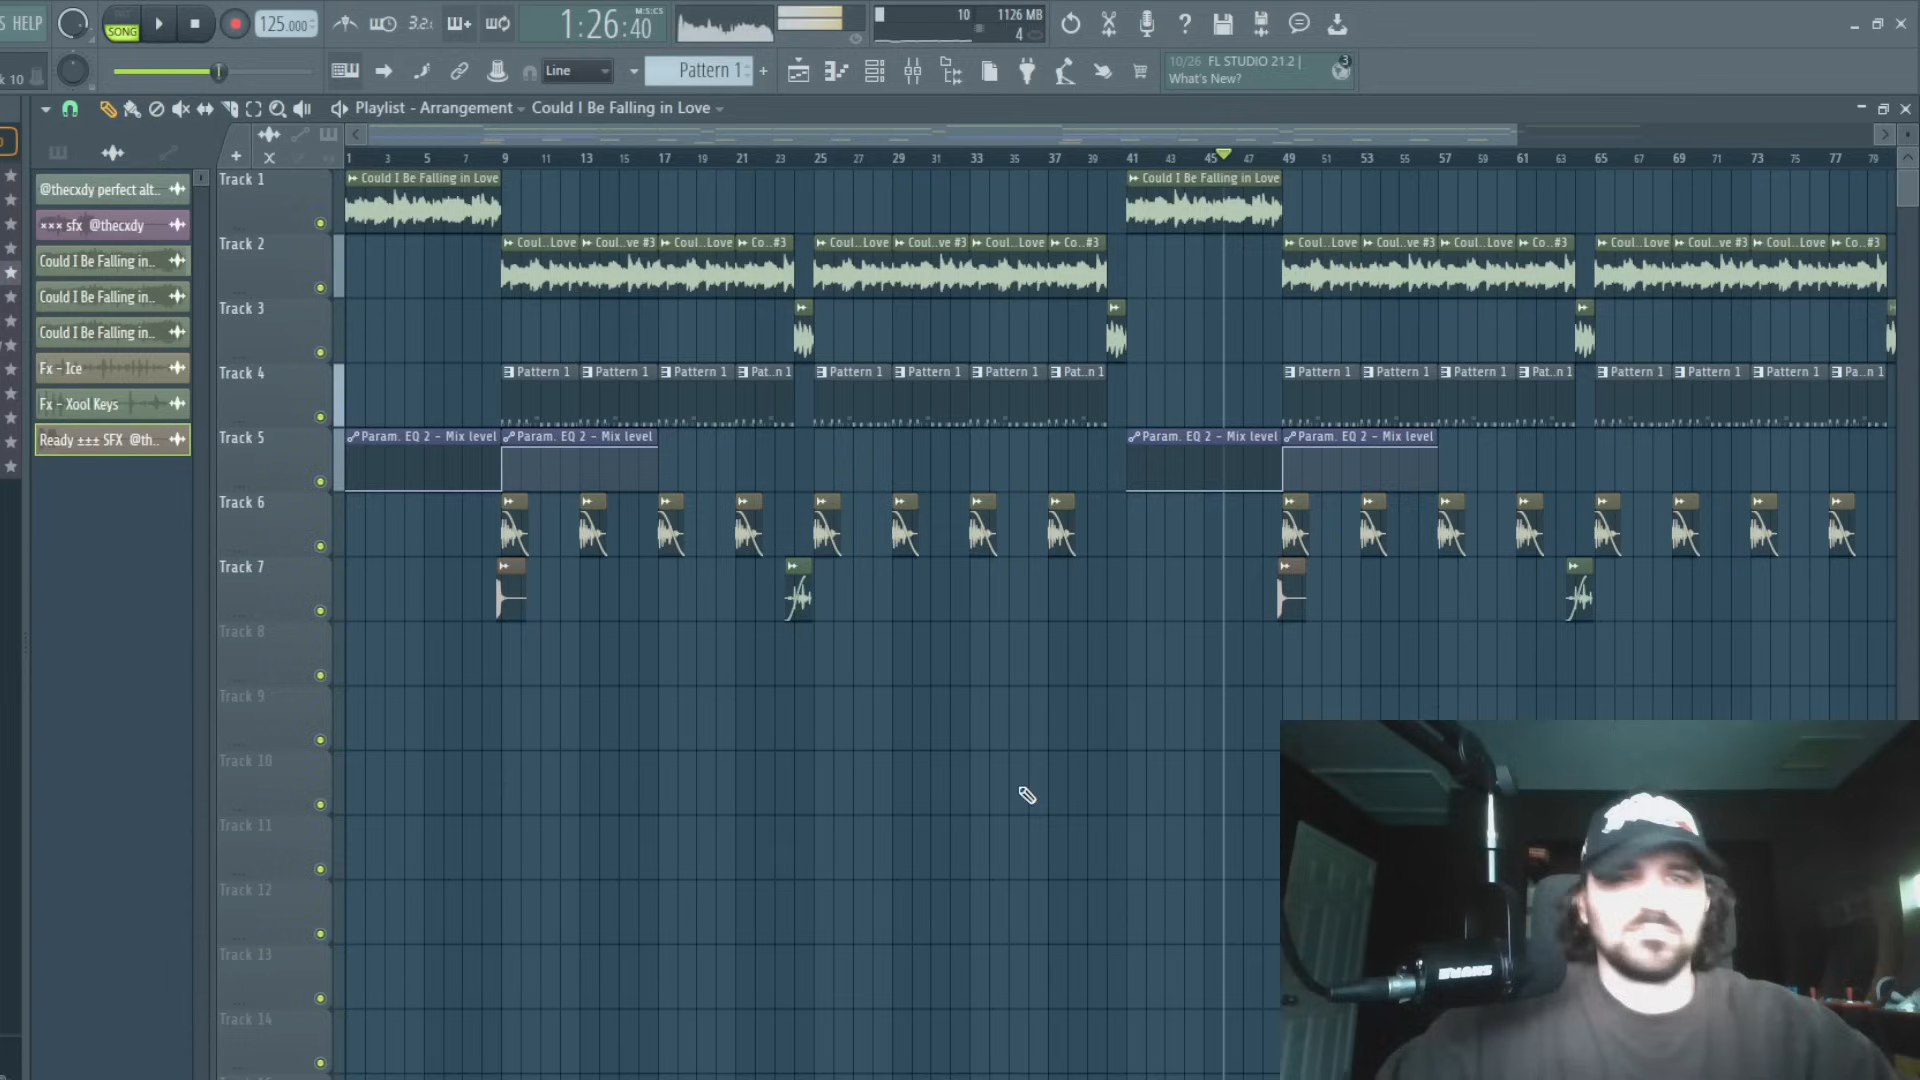 S HELP
SONG
125.000
3.2:
1:26:40
M:S:CS
10
1126 MB
4
k 10
Line
Pattern 1
10/26 FL STUDIO 21.2 |
What's New?
3
Playlist - Arrangement
Could I Be Falling in Love
1 3 5 7 9 11 13 15 17 19 21 23 25 27 29 31 33 35 37 39 41 43 45 47 49 51 53 55 57 59 61 63 65 67 69 71 73 75 77 79
@thecxdy perfect alt..
××× sfx @thecxdy
Could I Be Falling in..
Could I Be Falling in..
Could I Be Falling in..
Fx - Ice
Fx - Xool Keys
Ready ±±± SFX @th..
Track 1
Could I Be Falling in Love
Could I Be Falling in Love
Track 2
Coul..Love Coul..ve #3 Coul..Love Co..#3 Coul..Love Coul..ve #3 Coul..Love Co..#3
Coul..Love Coul..ve #3 Coul..Love Co..#3 Coul..Love Coul..ve #3 Coul..Love Co..#3
Track 3
Track 4
Pattern 1 Pattern 1 Pattern 1 Pat..n 1 Pattern 1 Pattern 1 Pattern 1 Pat..n 1
Pattern 1 Pattern 1 Pattern 1 Pat..n 1 Pattern 1 Pattern 1 Pattern 1 Pa..n 1
Track 5
Param. EQ 2 - Mix level Param. EQ 2 - Mix level
Param. EQ 2 - Mix level Param. EQ 2 - Mix level
Track 6
Track 7
Track 8
Track 9
Track 10
Track 11
Track 12
Track 13
Track 14
SHURE